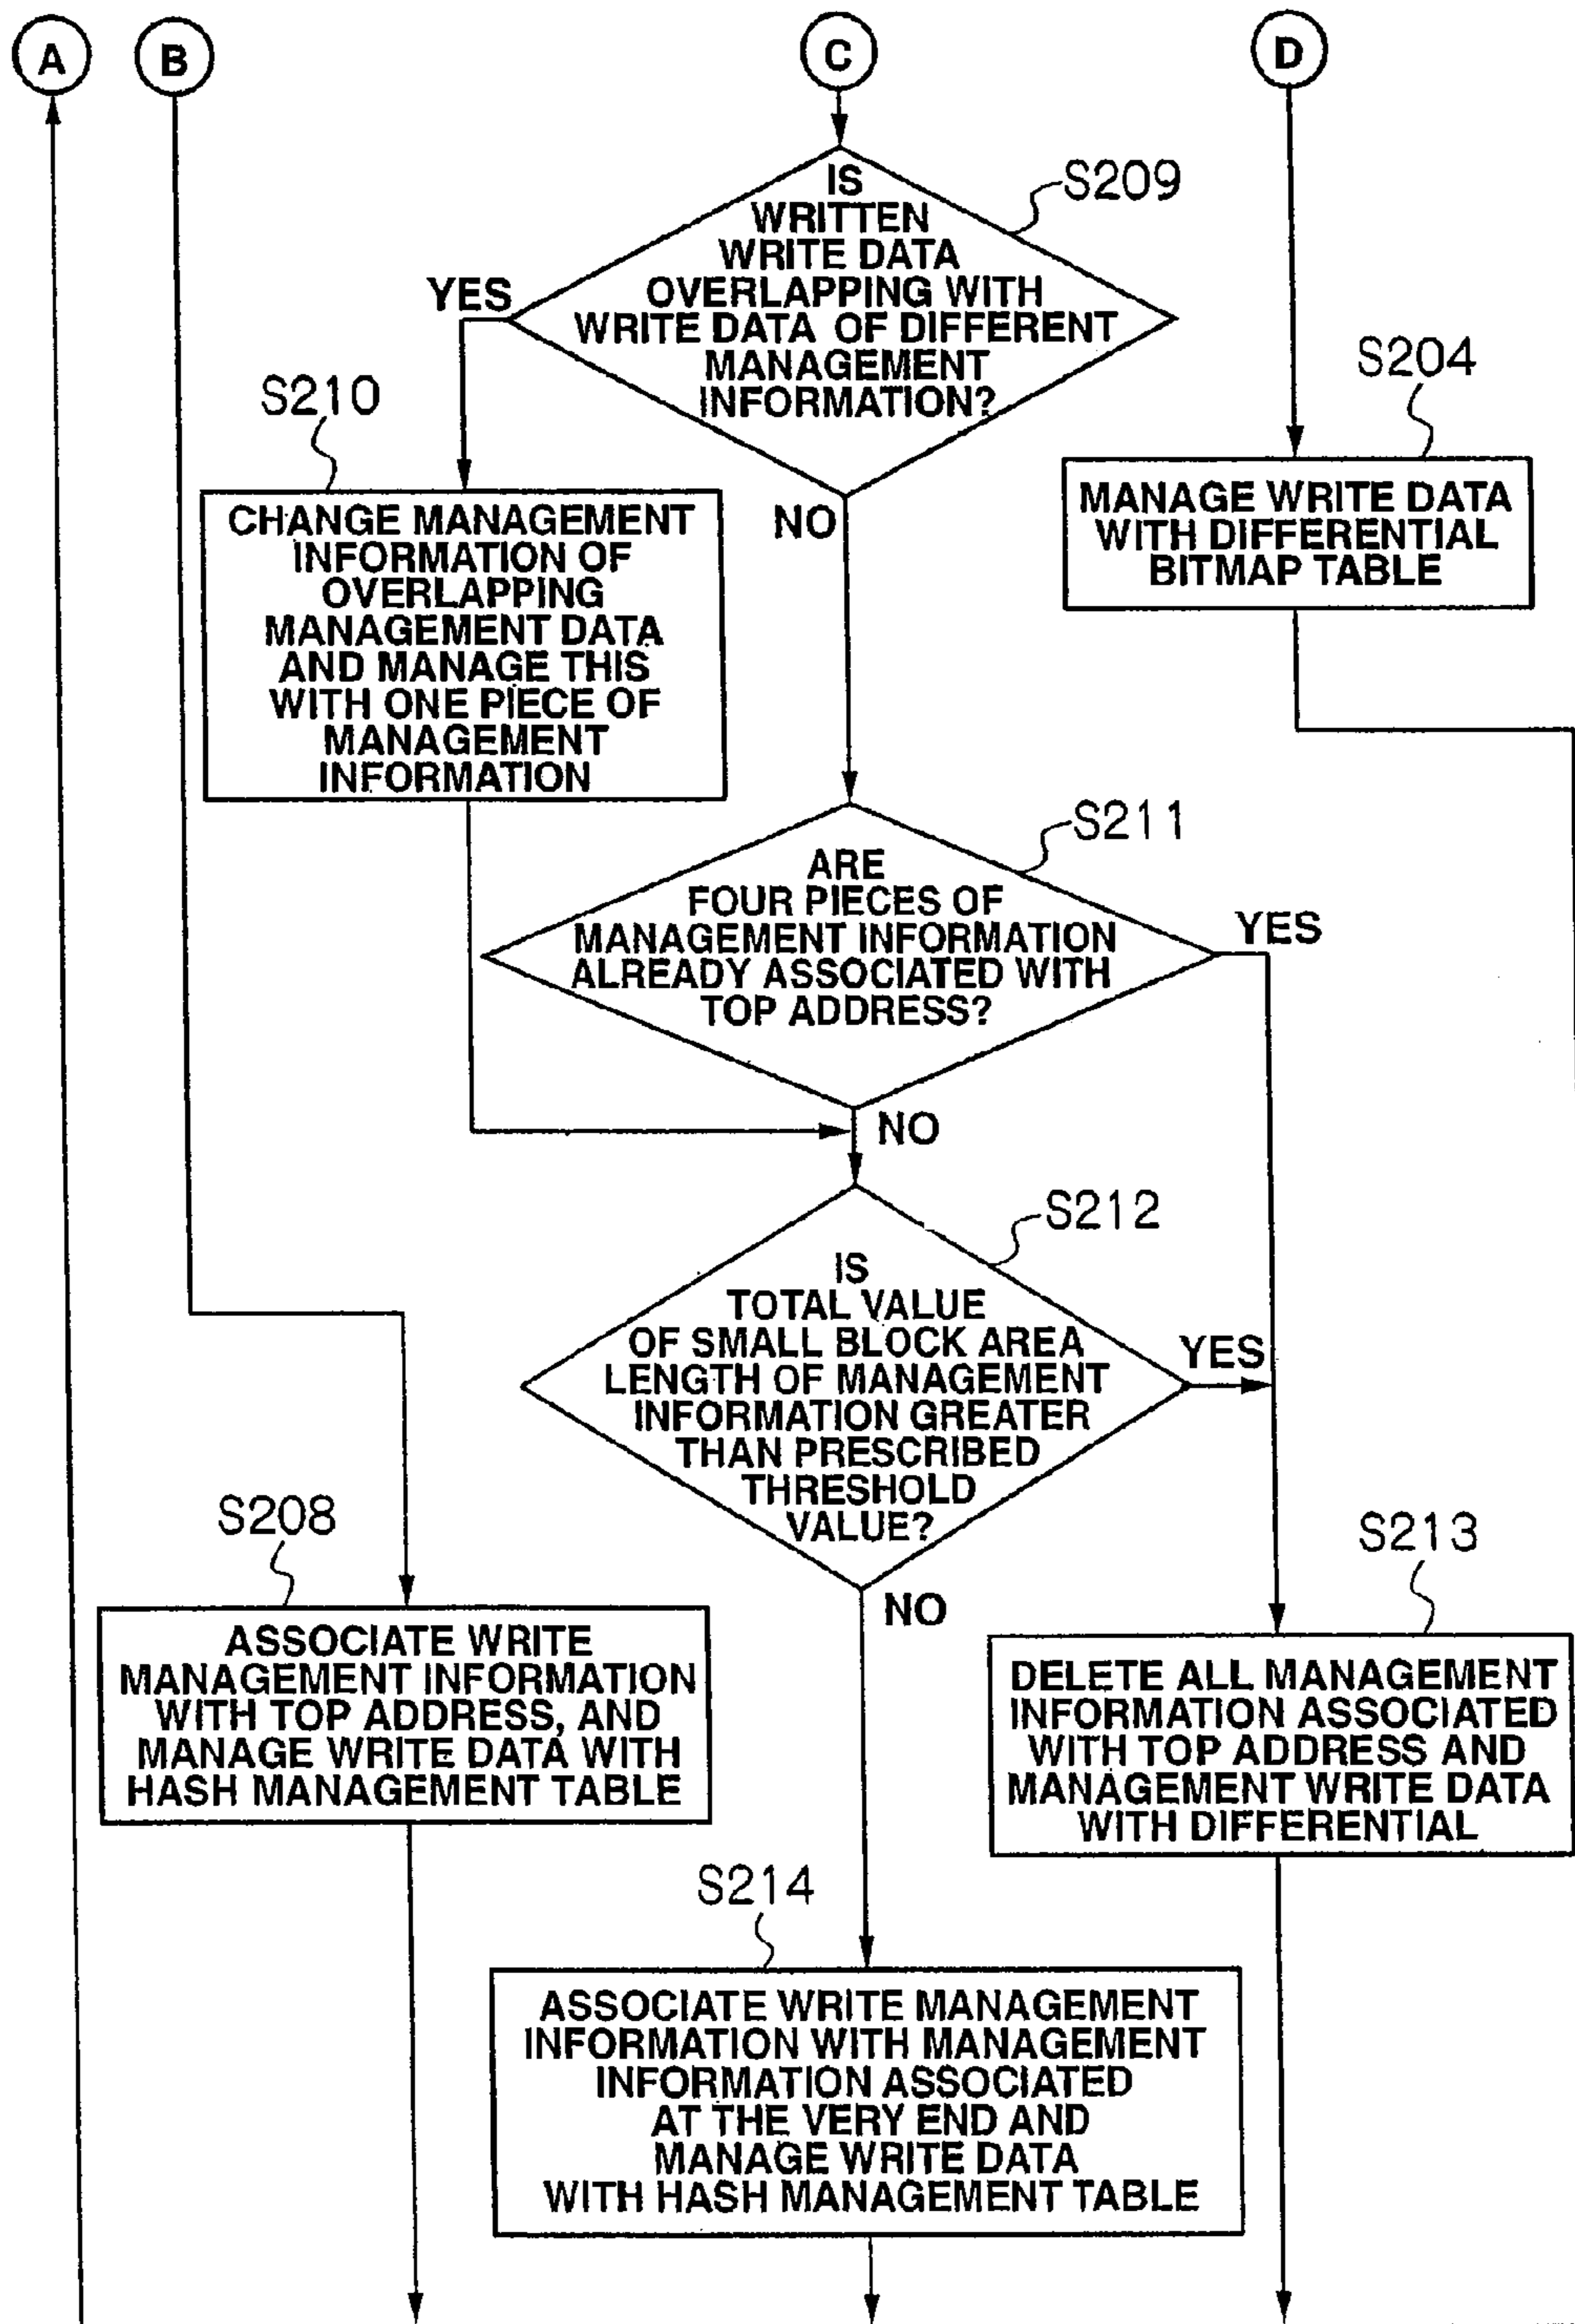 A
B
C
D
S209
IS
WRITTEN
WRITE DATA
OVERLAPPING WITH
WRITE DATA OF DIFFERENT
MANAGEMENT
INFORMATION?
YES
NO
S204
MANAGE WRITE DATA
WITH DIFFERENTIAL
BITMAP TABLE
S210
CHANGE MANAGEMENT
INFORMATION OF
OVERLAPPING
MANAGEMENT DATA
AND MANAGE THIS
WITH ONE PIECE OF
MANAGEMENT
INFORMATION
S211
ARE
FOUR PIECES OF
MANAGEMENT INFORMATION
ALREADY ASSOCIATED WITH
TOP ADDRESS?
YES
NO
S212
IS
TOTAL VALUE
OF SMALL BLOCK AREA
LENGTH OF MANAGEMENT
INFORMATION GREATER
THAN PRESCRIBED
THRESHOLD
VALUE?
YES
NO
S208
ASSOCIATE WRITE
MANAGEMENT INFORMATION
WITH TOP ADDRESS, AND
MANAGE WRITE DATA WITH
HASH MANAGEMENT TABLE
S213
DELETE ALL MANAGEMENT
INFORMATION ASSOCIATED
WITH TOP ADDRESS AND
MANAGEMENT WRITE DATA
WITH DIFFERENTIAL
S214
ASSOCIATE WRITE MANAGEMENT
INFORMATION WITH MANAGEMENT
INFORMATION ASSOCIATED
AT THE VERY END AND
MANAGE WRITE DATA
WITH HASH MANAGEMENT TABLE